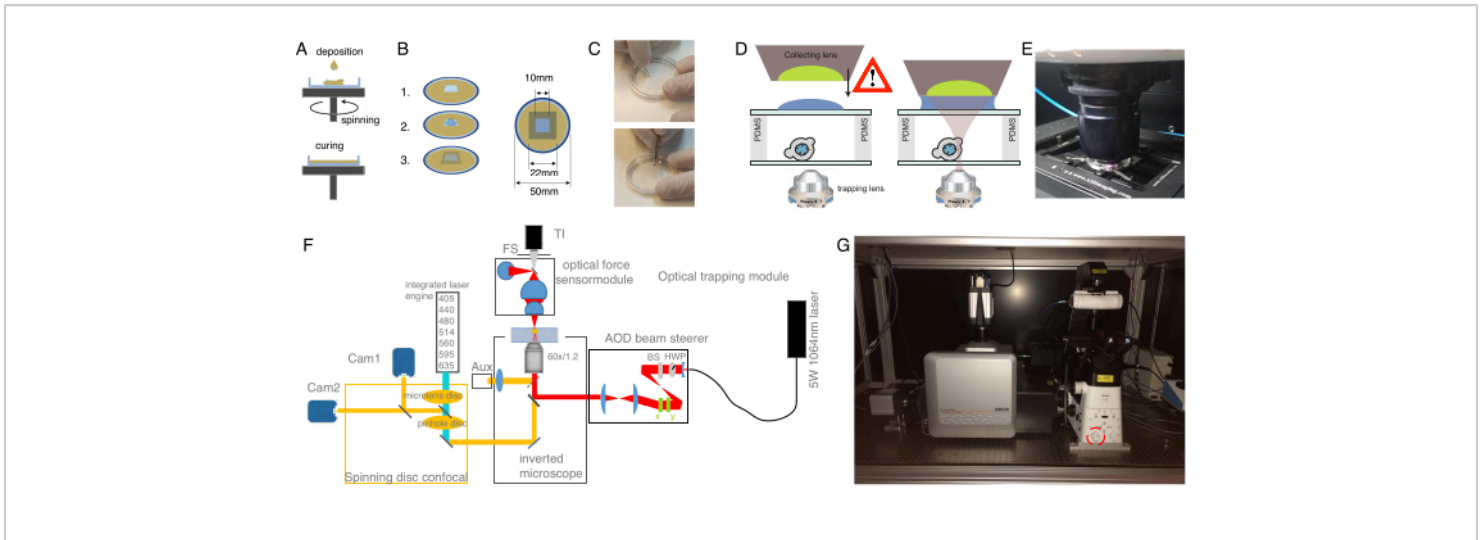 A
deposition
spinning
curing
B
1.
2.
3.
10mm
22mm
50mm
C
D
Collecting lens
!
PDMS
PDMS
PDMS
PDMS
trapping lens
E
F
TI
FS
optical force
sensormodule
Optical trapping module
integrated laser
engine
405
440
480
514
560
595
635
Cam1
Cam2
microlens disc
pinhole disc
Spinning disc confocal
Aux
60x/1.2
inverted
microscope
AOD beam steerer
BS HWP
x y
5W 1064nm laser
G